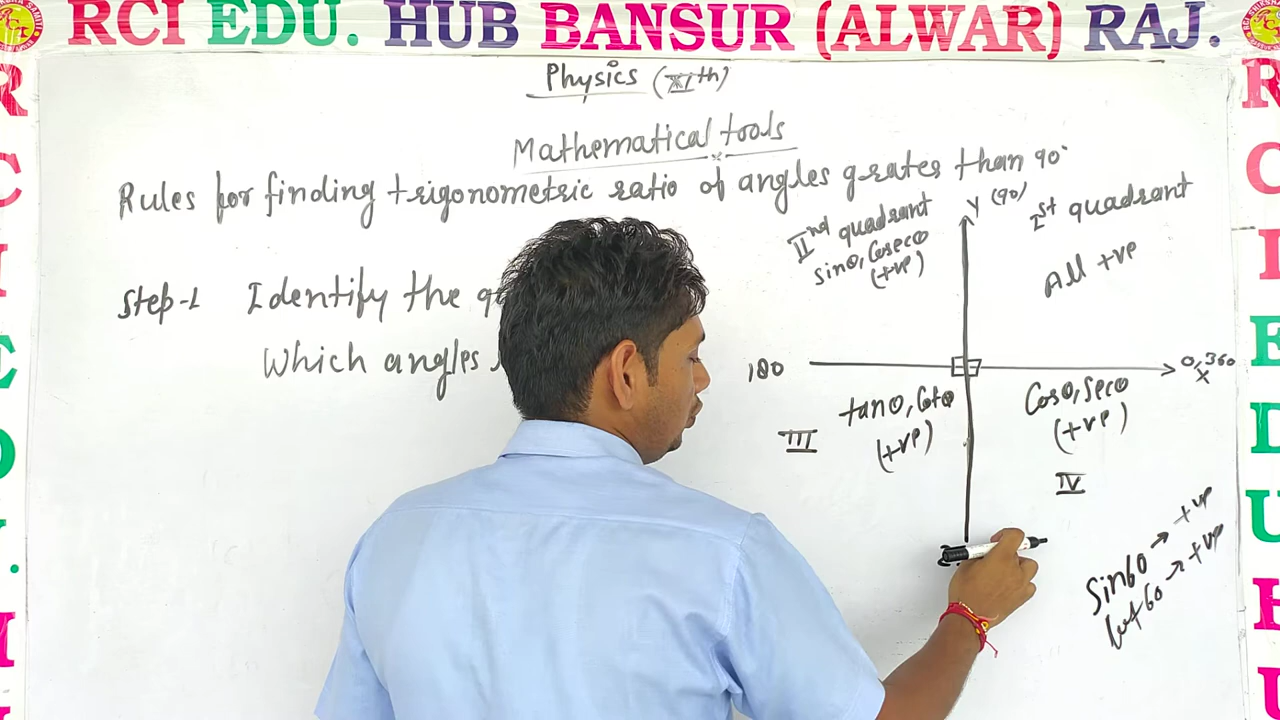 RCI EDU. HUB BANSUR (ALWAR) RAJ.
Physics (XIth)
Mathematical tools
Rules for finding trigonometric ratio of angles grates than 90°
Step-1 Identify the
Which angles
Y (90)
IInd quadrant
sinθ, Cosecθ
(+ve)
Ist quadrant
All +ve
180
0, 360
X
tanθ, Cotθ
(+ve)
III
Cosθ, Secθ
(+ve)
IV
Sin60 → +ve
Cot60 → +ve
R
C
I
E
D
U